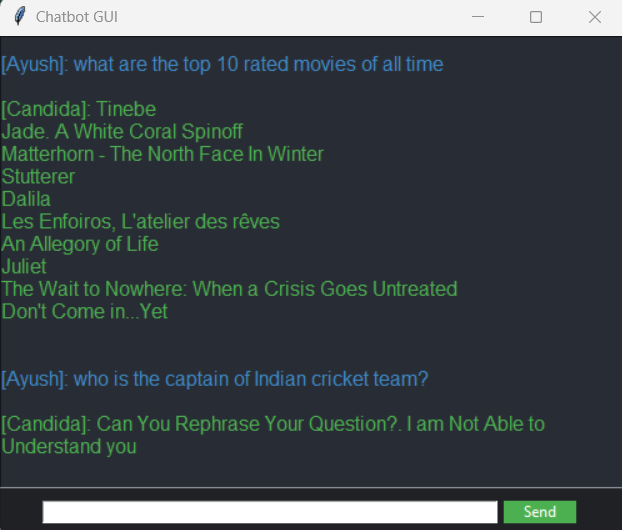 Chatbot GUI
[Ayush]: what are the top 10 rated movies of all time
[Candida]: Tinebe
Jade. A White Coral Spinoff
Matterhorn - The North Face In Winter
Stutterer
Dalila
Les Enfoiros, L'atelier des rêves
An Allegory of Life
Juliet
The Wait to Nowhere: When a Crisis Goes Untreated
Don't Come in...Yet
[Ayush]: who is the captain of Indian cricket team?
[Candida]: Can You Rephrase Your Question?. I am Not Able to
Understand you
Send